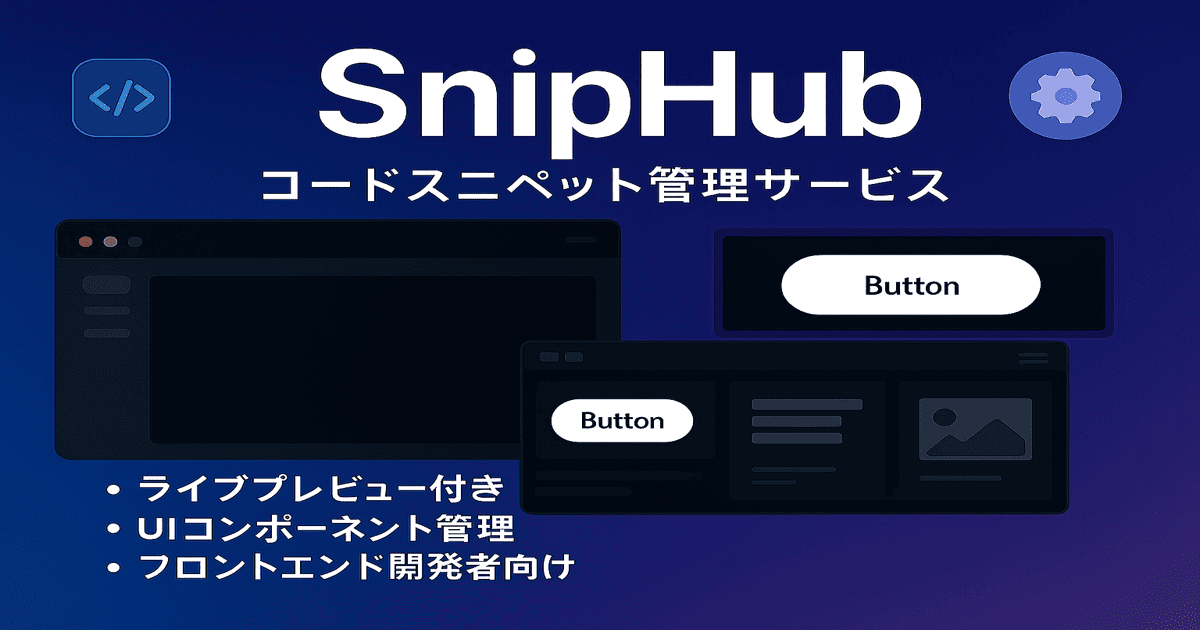 </>
SnipHub
コードスニペット管理サービス
Button
Button
• ライブプレビュー付き
• UIコンポーネント管理
• フロントエンド開発者向け